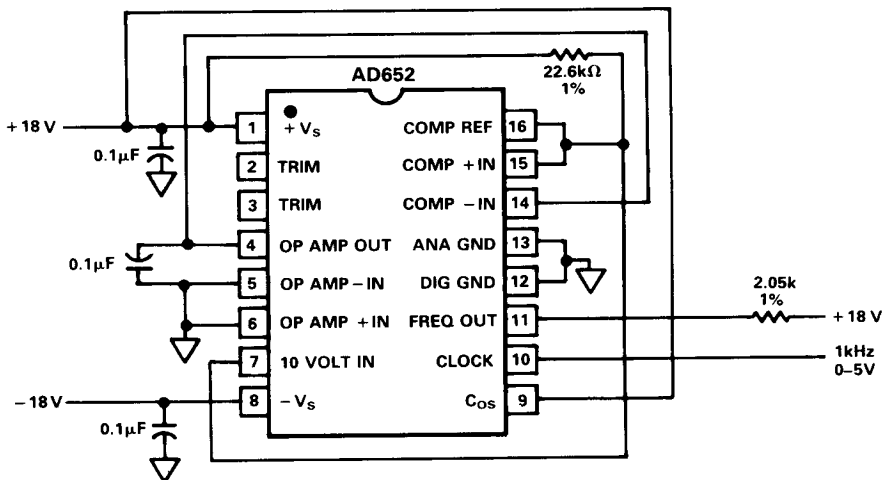 AD652
22.6kΩ
1%
+18V
0.1μF
1 +VS
2 TRIM
3 TRIM
4 OP AMP OUT
5 OP AMP-IN
6 OP AMP +IN
7 10 VOLT IN
8 -VS
16 COMP REF
15 COMP +IN
14 COMP -IN
13 ANA GND
12 DIG GND
11 FREQ OUT
10 CLOCK
9 COS
0.1μF
-18V
0.1μF
2.05k
1%
+18V
1kHz
0–5V